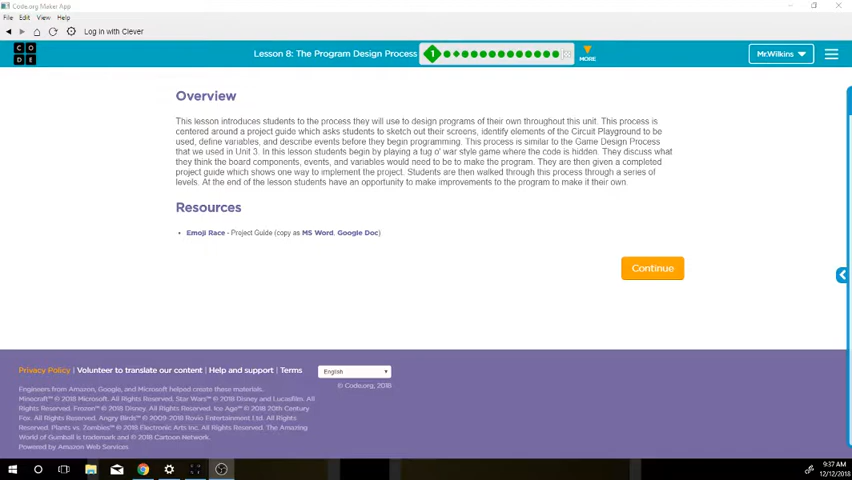 Code.org Maker App
File Edit View Help
Log in with Clever
C O
D E
Lesson 8: The Program Design Process
1
MORE
Mr.Wilkins
Overview
This lesson introduces students to the process they will use to design programs of their own throughout this unit. This process is
centered around a project guide which asks students to sketch out their screens, identify elements of the Circuit Playground to be
used, define variables, and describe events before they begin programming. This process is similar to the Game Design Process
that we used in Unit 3. In this lesson students begin by playing a tug o' war style game where the code is hidden. They discuss what
they think the board components, events, and variables would need to be to make the program. They are then given a completed
project guide which shows one way to implement the project. Students are then walked through this process through a series of
levels. At the end of the lesson students have an opportunity to make improvements to the program to make it their own.
Resources
• Emoji Race - Project Guide (copy as MS Word, Google Doc)
Continue
Privacy Policy | Volunteer to translate our content | Help and support | Terms
English
© Code.org, 2018
Engineers from Amazon, Google, and Microsoft helped create these materials.
Minecraft™ © 2018 Microsoft. All Rights Reserved. Star Wars™ © 2018 Disney and Lucasfilm. All
Rights Reserved. Frozen™ © 2018 Disney. All Rights Reserved. Ice Age™ © 2018 20th Century
Fox. All Rights Reserved. Angry Birds™ © 2009-2018 Rovio Entertainment Ltd. All Rights
Reserved. Plants vs. Zombies™ © 2018 Electronic Arts Inc. All Rights Reserved. The Amazing
World of Gumball is trademark and © 2018 Cartoon Network.
Powered by Amazon Web Services
9:37 AM
12/12/2018